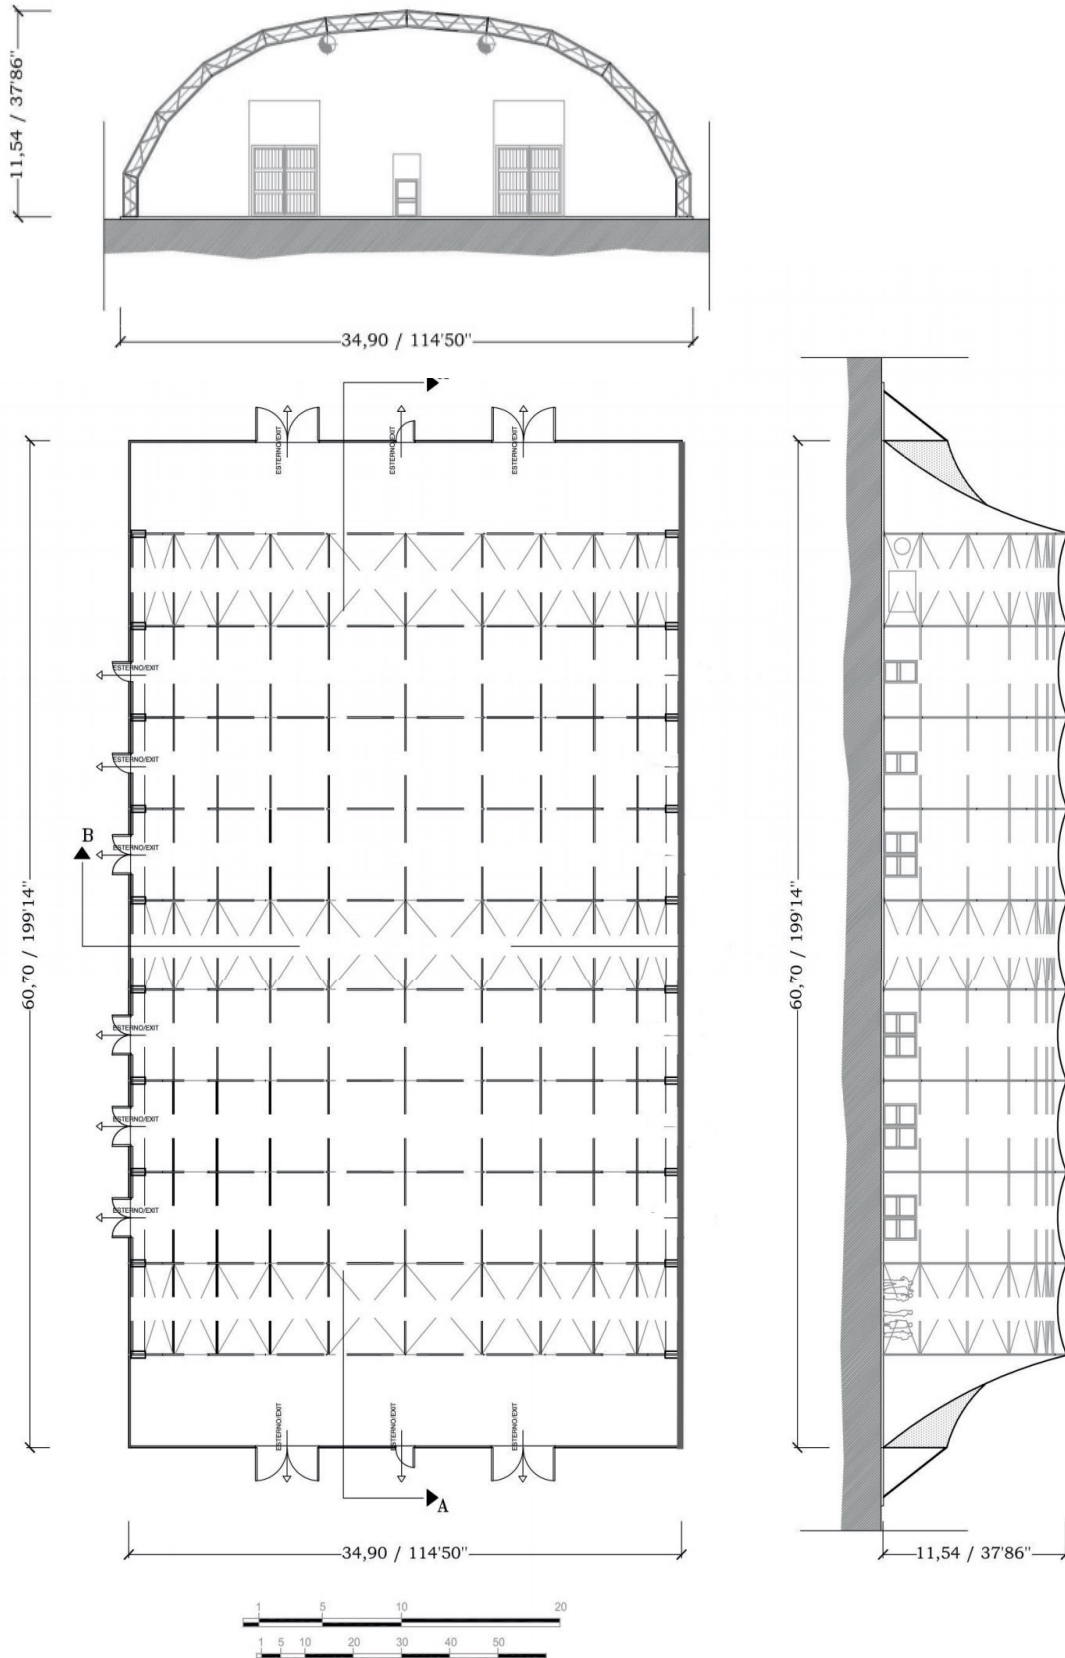 11,54 / 37'86"
34,90 / 114'50"
ESTERNO/EXIT
ESTERNO/EXIT
ESTERNO/EXIT
60,70 / 199'14"
60,70 / 199'14"
ESTERNO/EXIT
ESTERNO/EXIT
B
ESTERNO/EXIT
ESTERNO/EXIT
ESTERNO/EXIT
ESTERNO/EXIT
ESTERNO/EXIT
ESTERNO/EXIT
ESTERNO/EXIT
A
34,90 / 114'50"
11,54 / 37'86"
1 5 10 20
1 5 10 20 30 40 50